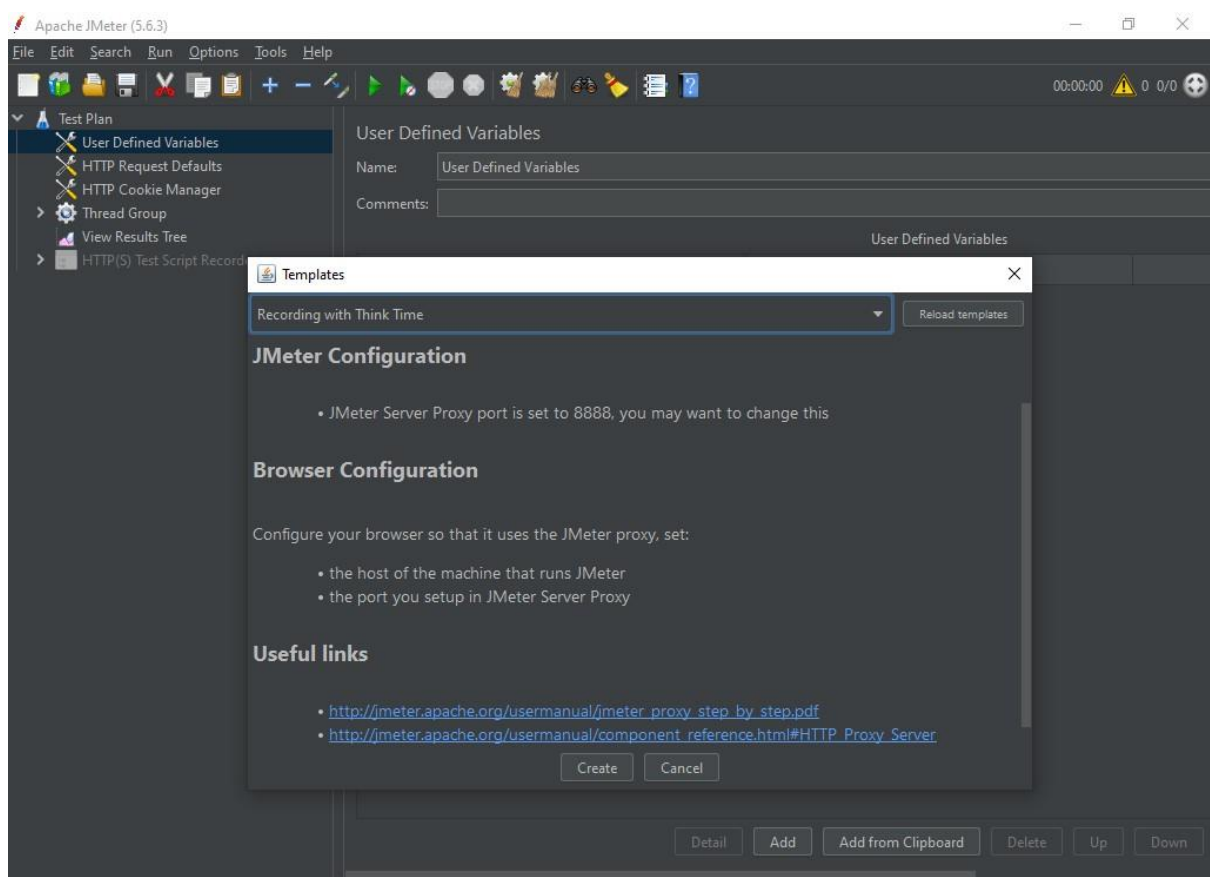 Apache JMeter (5.6.3)
File Edit Search Run Options Tools Help
00:00:00 0 0/0
Test Plan
User Defined Variables
HTTP Request Defaults
HTTP Cookie Manager
Thread Group
View Results Tree
HTTP(S) Test Script Record
User Defined Variables
Name: User Defined Variables
Comments:
User Defined Variables
Templates
Recording with Think Time
Reload templates
JMeter Configuration
• JMeter Server Proxy port is set to 8888, you may want to change this
Browser Configuration
Configure your browser so that it uses the JMeter proxy, set:
• the host of the machine that runs JMeter
• the port you setup in JMeter Server Proxy
Useful links
• http://jmeter.apache.org/usermanual/jmeter_proxy_step_by_step.pdf
• http://jmeter.apache.org/usermanual/component_reference.html#HTTP_Proxy_Server
Create Cancel
Detail Add Add from Clipboard Delete Up Down